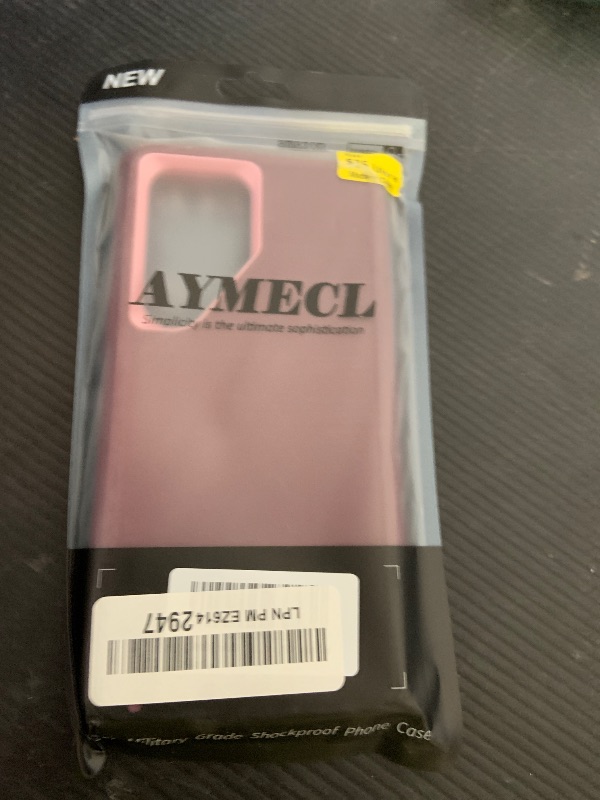 NEW
AYMECL
Simplicity is the ultimate sophistication
LPN PM EZ6142947
Military Grade Shockproof Phone Case